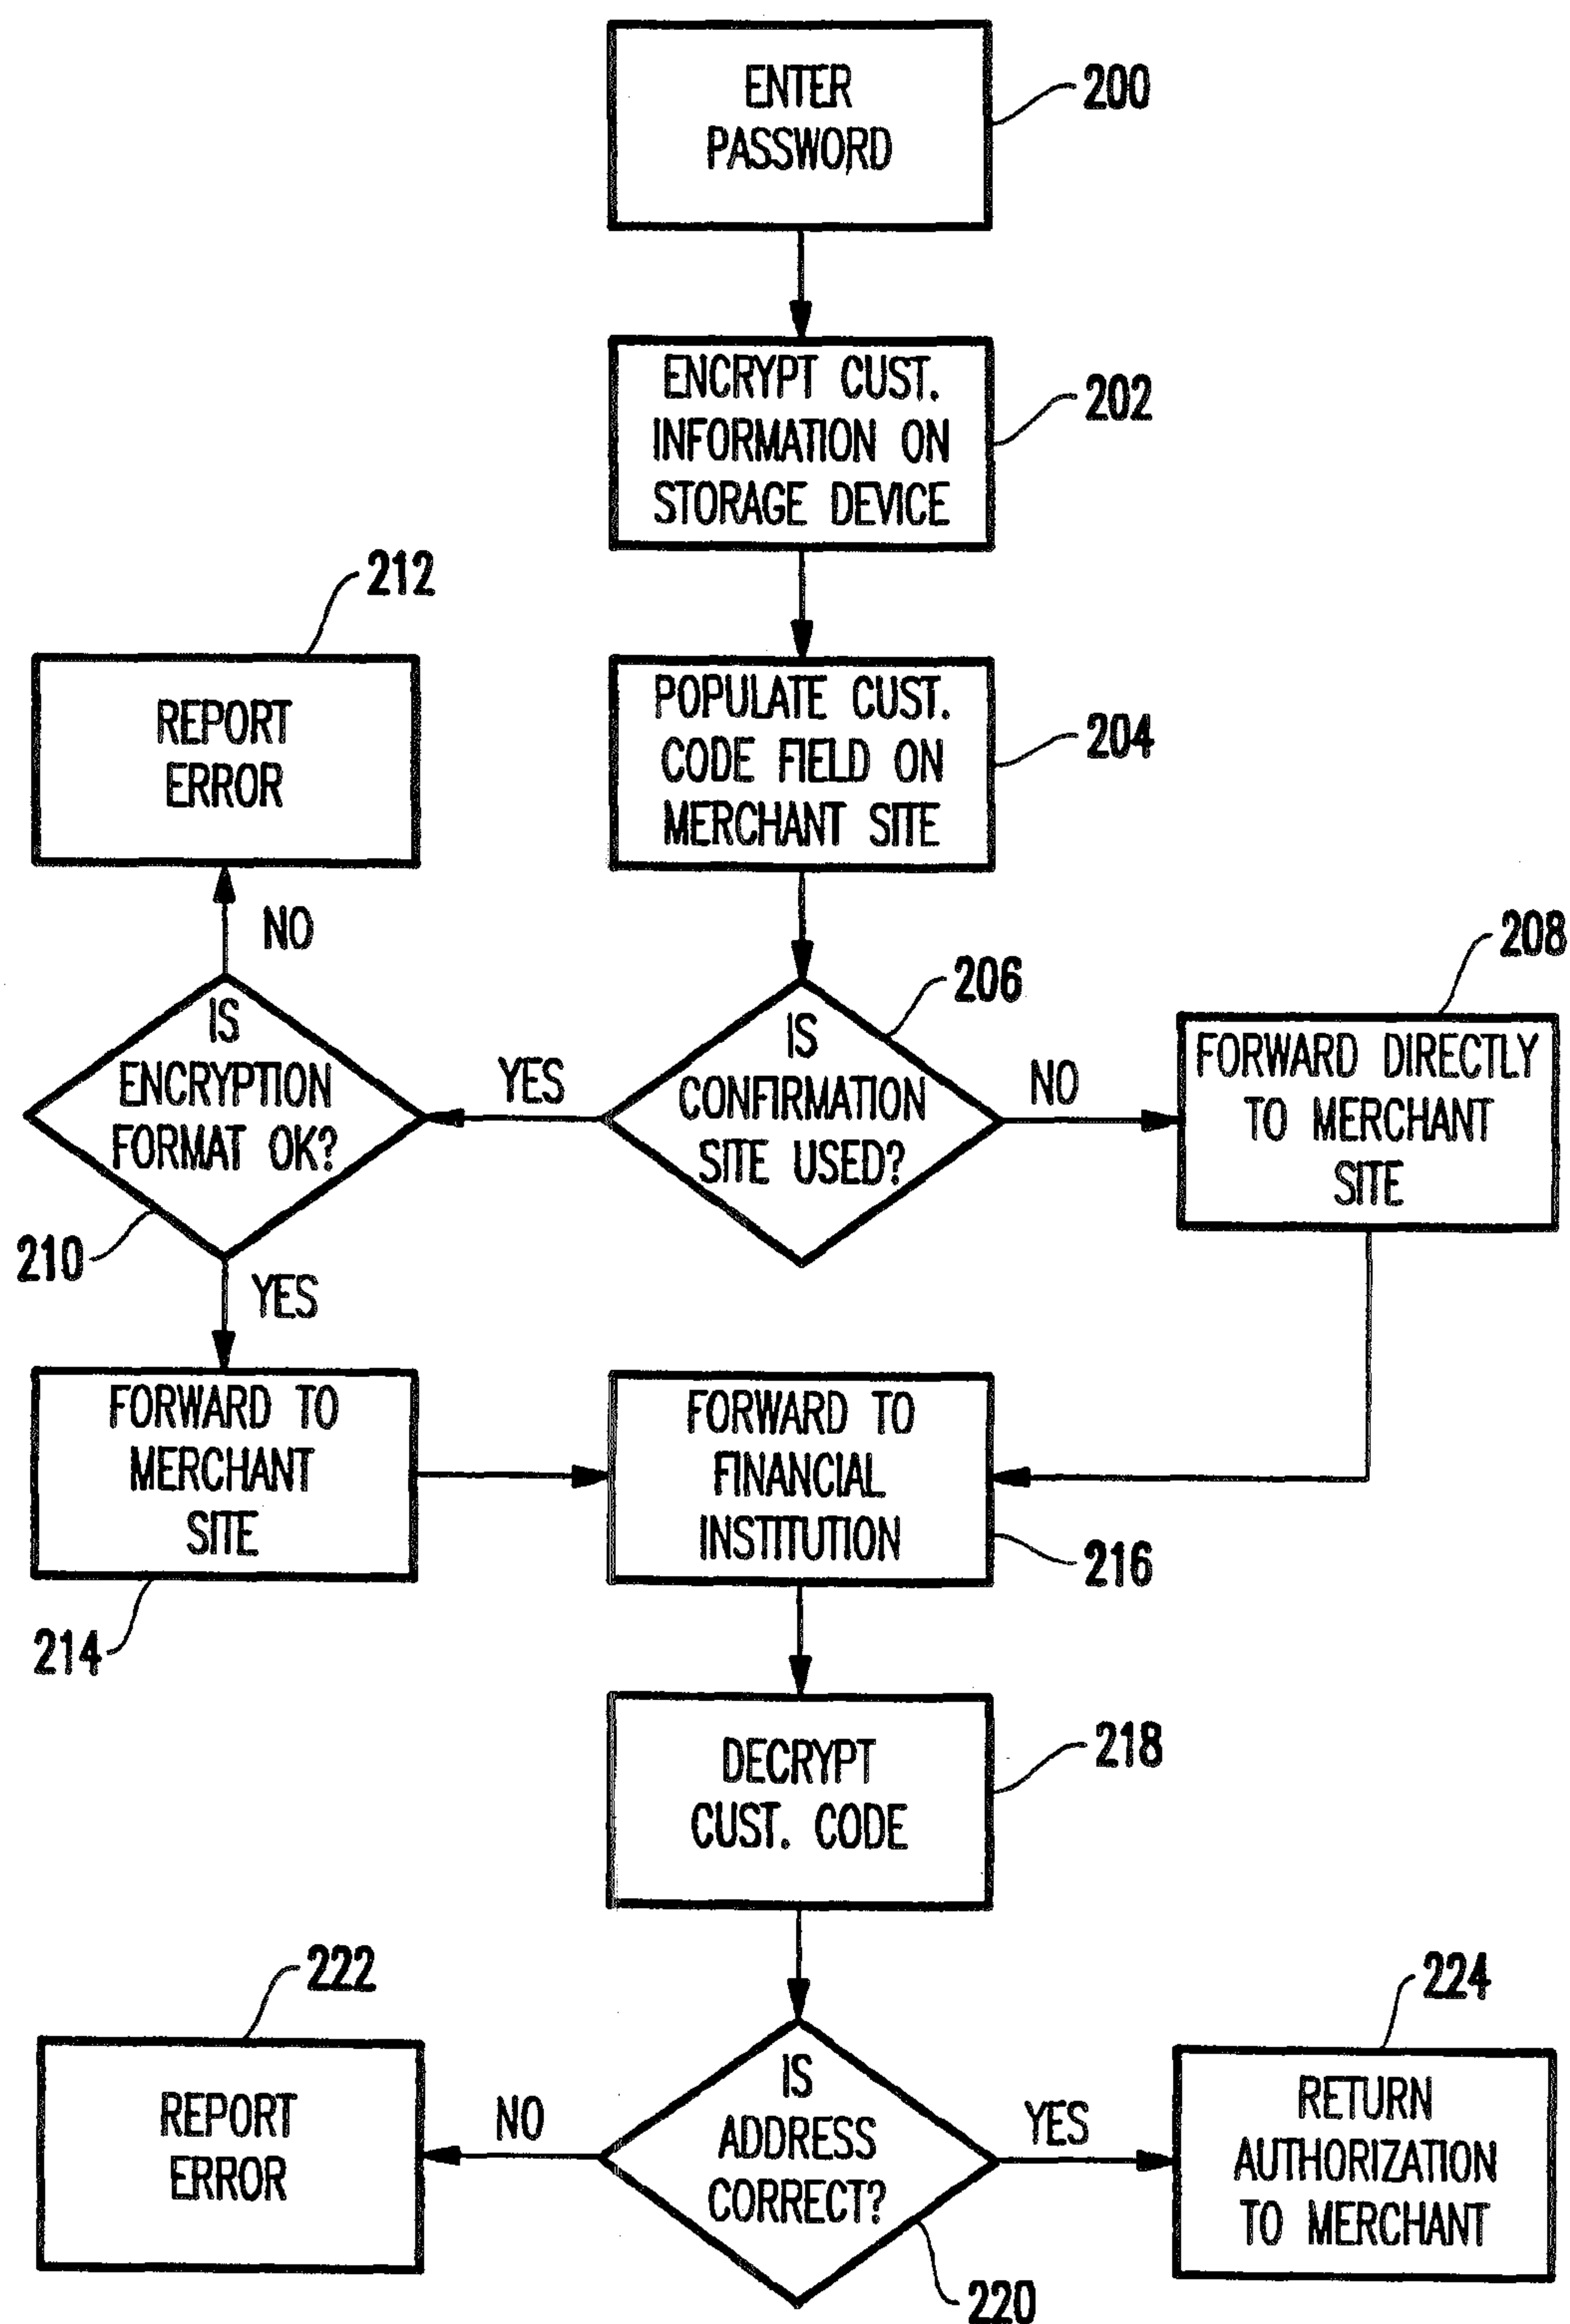 ENTER
PASSWORD
200
ENCRYPT CUST.
INFORMATION ON
STORAGE DEVICE
202
212
REPORT
ERROR
POPULATE CUST.
CODE FIELD ON
MERCHANT SITE
204
NO
206
208
IS
ENCRYPTION
FORMAT OK?
210
YES
IS
CONFIRMATION
SITE USED?
NO
FORWARD DIRECTLY
TO MERCHANT
SITE
YES
FORWARD TO
MERCHANT
SITE
214
FORWARD TO
FINANCIAL
INSTITUTION
216
DECRYPT
CUST. CODE
218
222
224
REPORT
ERROR
NO
IS
ADDRESS
CORRECT?
220
YES
RETURN
AUTHORIZATION
TO MERCHANT